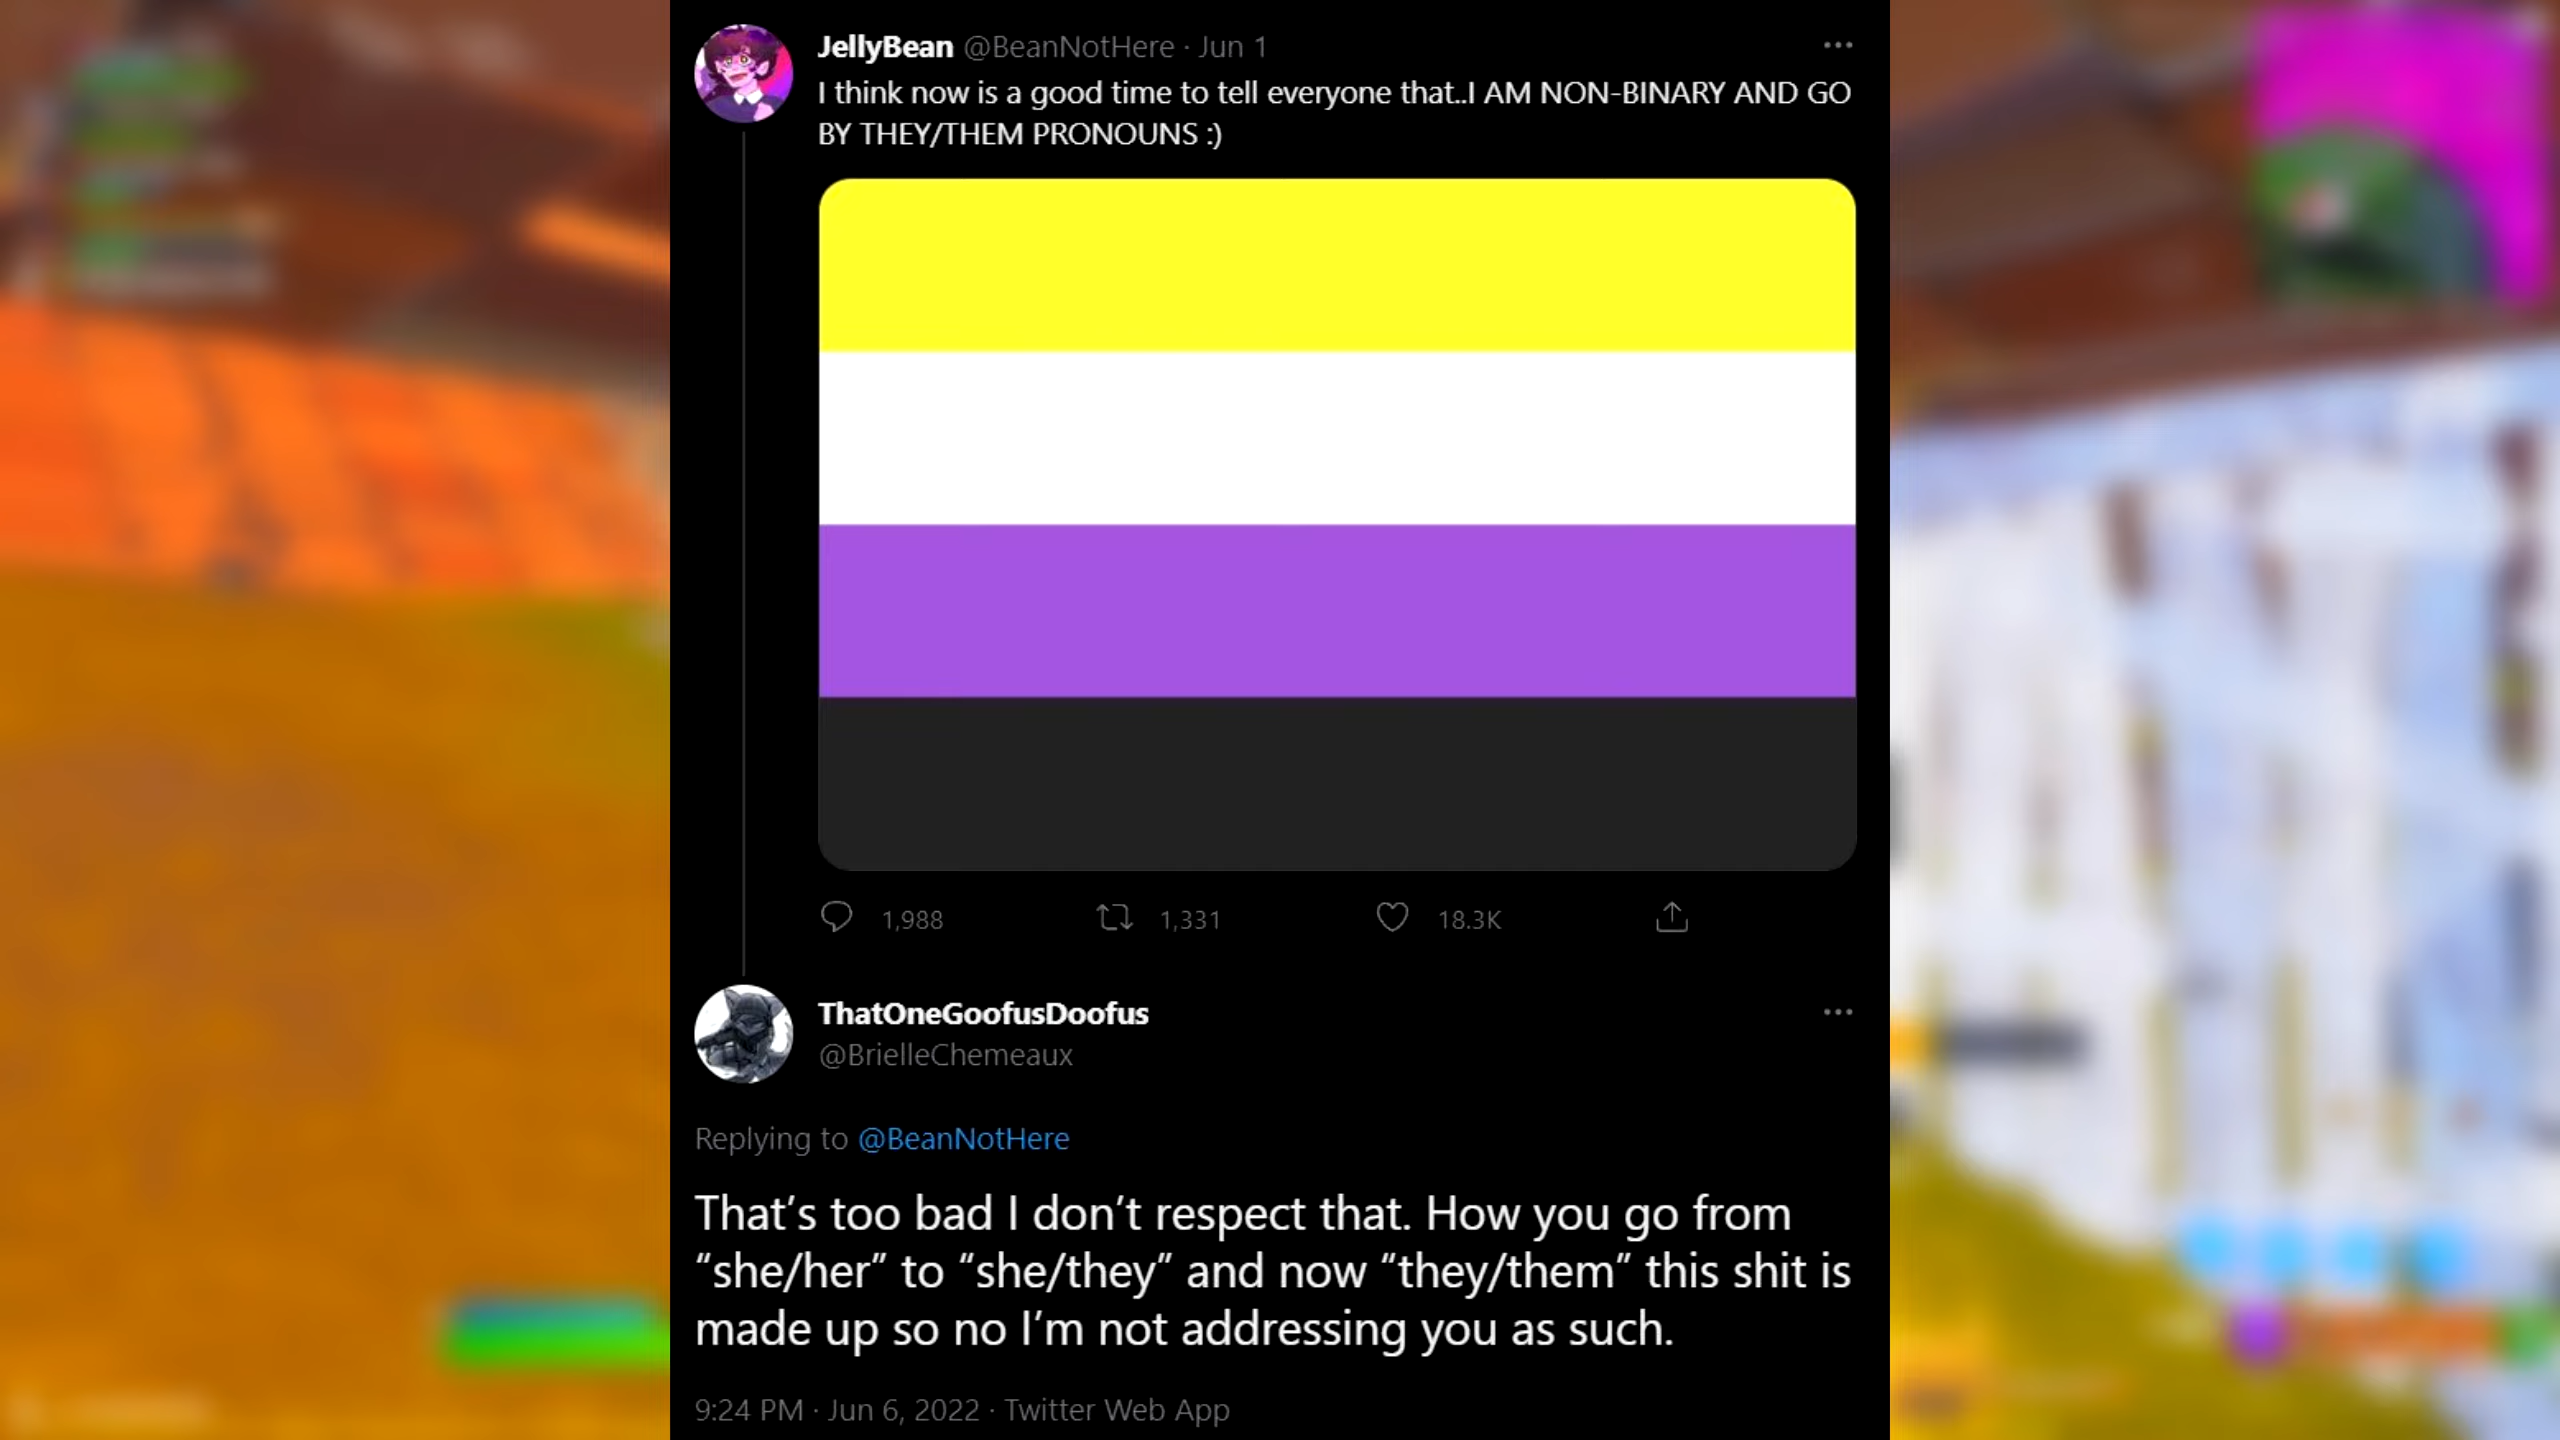 JellyBean @BeanNotHere · Jun 1
I think now is a good time to tell everyone that..I AM NON-BINARY AND GO
BY THEY/THEM PRONOUNS :)
1,988 1,331 18.3K
ThatOneGoofusDoofus
@BrielleChemeaux
Replying to @BeanNotHere
That’s too bad I don’t respect that. How you go from
“she/her” to “she/they” and now “they/them” this shit is
made up so no I’m not addressing you as such.
9:24 PM · Jun 6, 2022 · Twitter Web App